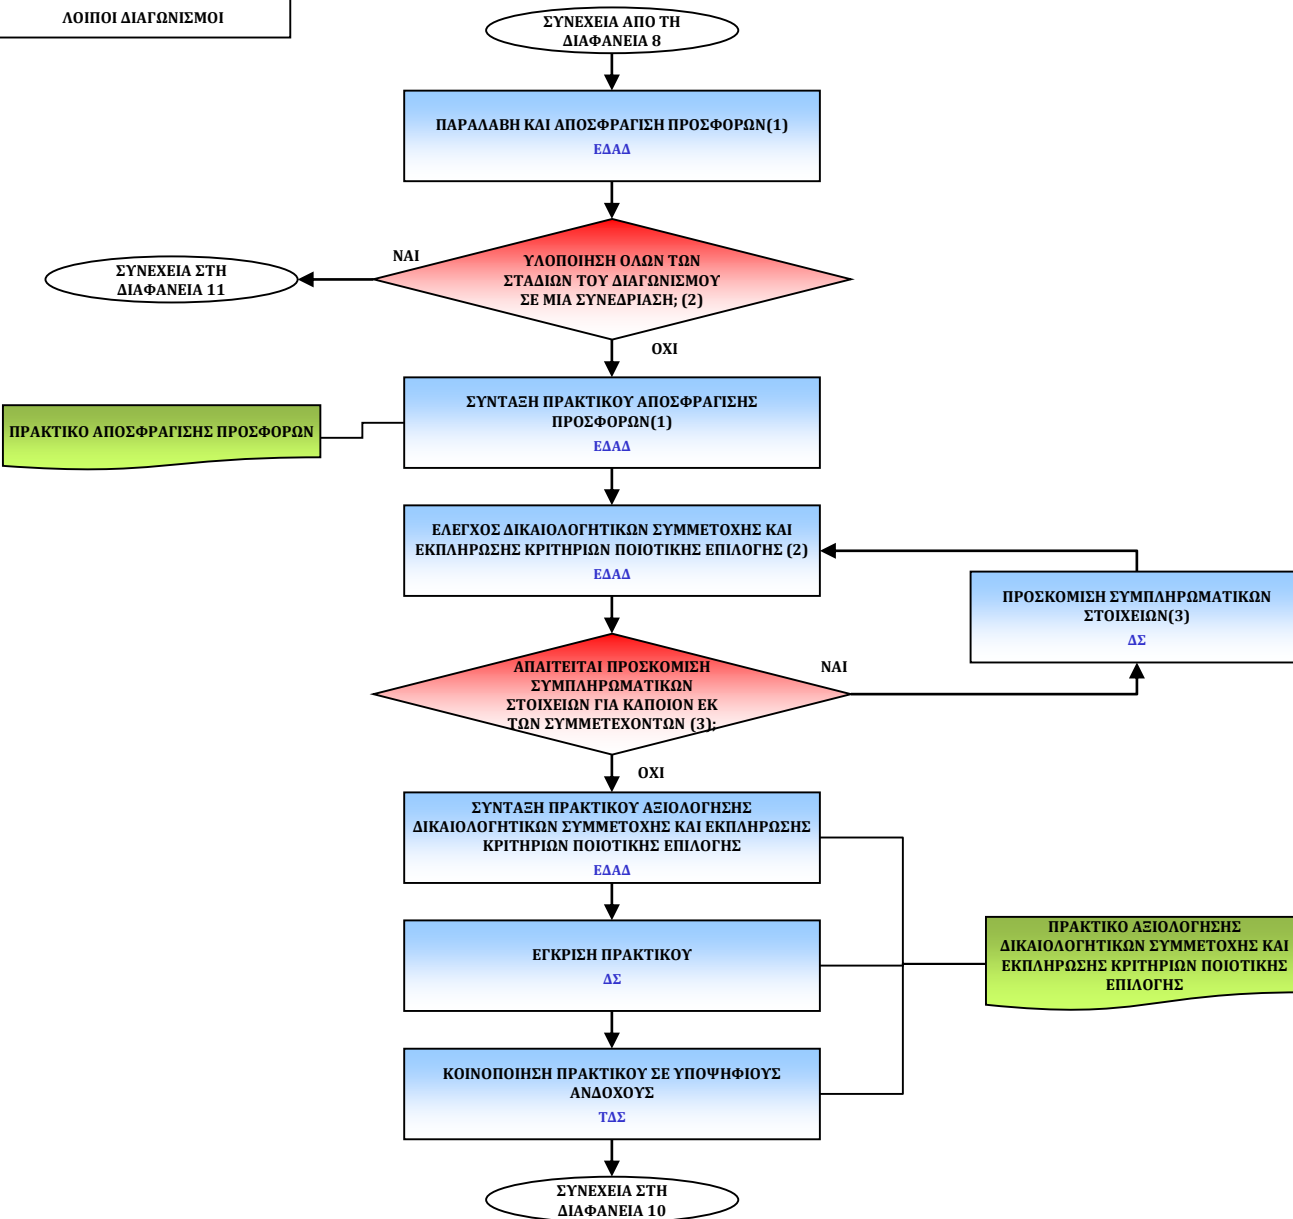 ΛΟΙΠΟΙ ΔΙΑΓΩΝΙΣΜΟΙ
ΣΥΝΕΧΕΙΑ ΑΠΟ ΤΗ
ΔΙΑΦΑΝΕΙΑ 8
ΠΑΡΑΛΑΒΗ ΚΑΙ ΑΠΟΣΦΡΑΓΙΣΗ ΠΡΟΣΦΟΡΩΝ(1)
ΕΔΑΔ
ΥΛΟΠΟΙΗΣΗ ΟΛΩΝ ΤΩΝ
ΣΤΑΔΙΩΝ ΤΟΥ ΔΙΑΓΩΝΙΣΜΟΥ
ΣΕ ΜΙΑ ΣΥΝΕΔΡΙΑΣΗ; (2)
ΝΑΙ
ΣΥΝΕΧΕΙΑ ΣΤΗ
ΔΙΑΦΑΝΕΙΑ 11
ΟΧΙ
ΣΥΝΤΑΞΗ ΠΡΑΚΤΙΚΟΥ ΑΠΟΣΦΡΑΓΙΣΗΣ
ΠΡΟΣΦΟΡΩΝ(1)
ΕΔΑΔ
ΠΡΑΚΤΙΚΟ ΑΠΟΣΦΡΑΓΙΣΗΣ ΠΡΟΣΦΟΡΩΝ
ΕΛΕΓΧΟΣ ΔΙΚΑΙΟΛΟΓΗΤΙΚΩΝ ΣΥΜΜΕΤΟΧΗΣ ΚΑΙ
ΕΚΠΛΗΡΩΣΗΣ ΚΡΙΤΗΡΙΩΝ ΠΟΙΟΤΙΚΗΣ ΕΠΙΛΟΓΗΣ (2)
ΕΔΑΔ
ΠΡΟΣΚΟΜΙΣΗ ΣΥΜΠΛΗΡΩΜΑΤΙΚΩΝ
ΣΤΟΙΧΕΙΩΝ(3)
ΔΣ
ΑΠΑΙΤΕΙΤΑΙ ΠΡΟΣΚΟΜΙΣΗ
ΣΥΜΠΛΗΡΩΜΑΤΙΚΩΝ
ΣΤΟΙΧΕΙΩΝ ΓΙΑ ΚΑΠΟΙΟΝ ΕΚ
ΤΩΝ ΣΥΜΜΕΤΕΧΟΝΤΩΝ (3);
ΝΑΙ
ΟΧΙ
ΣΥΝΤΑΞΗ ΠΡΑΚΤΙΚΟΥ ΑΞΙΟΛΟΓΗΣΗΣ
ΔΙΚΑΙΟΛΟΓΗΤΙΚΩΝ ΣΥΜΜΕΤΟΧΗΣ ΚΑΙ ΕΚΠΛΗΡΩΣΗΣ
ΚΡΙΤΗΡΙΩΝ ΠΟΙΟΤΙΚΗΣ ΕΠΙΛΟΓΗΣ
ΕΔΑΔ
ΕΓΚΡΙΣΗ ΠΡΑΚΤΙΚΟΥ
ΔΣ
ΠΡΑΚΤΙΚΟ ΑΞΙΟΛΟΓΗΣΗΣ
ΔΙΚΑΙΟΛΟΓΗΤΙΚΩΝ ΣΥΜΜΕΤΟΧΗΣ ΚΑΙ
ΕΚΠΛΗΡΩΣΗΣ ΚΡΙΤΗΡΙΩΝ ΠΟΙΟΤΙΚΗΣ
ΕΠΙΛΟΓΗΣ
ΚΟΙΝΟΠΟΙΗΣΗ ΠΡΑΚΤΙΚΟΥ ΣΕ ΥΠΟΨΗΦΙΟΥΣ
ΑΝΔΟΧΟΥΣ
ΤΔΣ
ΣΥΝΕΧΕΙΑ ΣΤΗ
ΔΙΑΦΑΝΕΙΑ 10